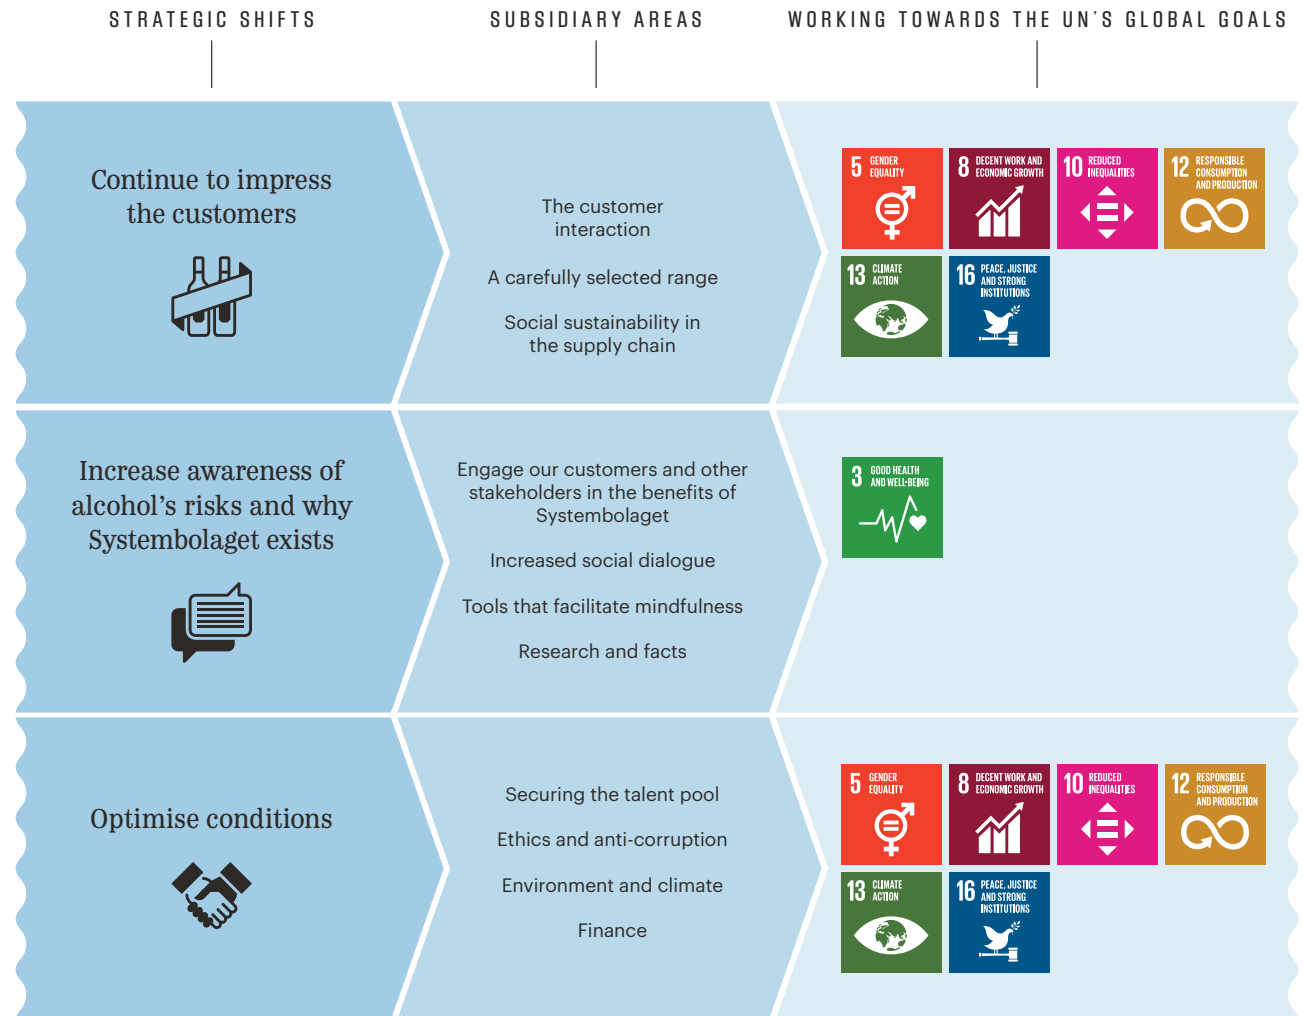 STRATEGIC SHIFTS
SUBSIDIARY AREAS
WORKING TOWARDS THE UN'S GLOBAL GOALS
Continue to impress
the customers
The customer
interaction
A carefully selected range
Social sustainability in
the supply chain
5 GENDER
EQUALITY
8 DECENT WORK AND
ECONOMIC GROWTH
10 REDUCED
INEQUALITIES
12 RESPONSIBLE
CONSUMPTION
AND PRODUCTION
13 CLIMATE
ACTION
16 PEACE, JUSTICE
AND STRONG
INSTITUTIONS
Increase awareness of
alcohol's risks and why
Systembolaget exists
Engage our customers and other
stakeholders in the benefits of
Systembolaget
Increased social dialogue
Tools that facilitate mindfulness
Research and facts
3 GOOD HEALTH
AND WELL-BEING
Optimise conditions
Securing the talent pool
Ethics and anti-corruption
Environment and climate
Finance
5 GENDER
EQUALITY
8 DECENT WORK AND
ECONOMIC GROWTH
10 REDUCED
INEQUALITIES
12 RESPONSIBLE
CONSUMPTION
AND PRODUCTION
13 CLIMATE
ACTION
16 PEACE, JUSTICE
AND STRONG
INSTITUTIONS